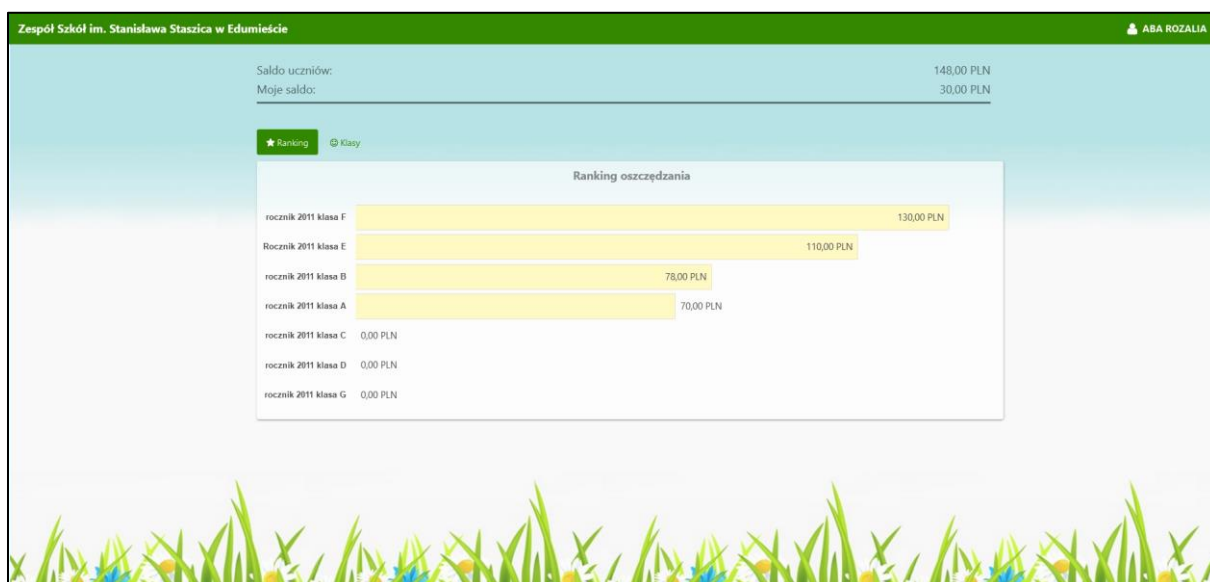 Zespół Szkół im. Stanisława Staszica w Edumieście ABA ROZALIA
Saldo uczniów: 148,00 PLN
Moje saldo: 30,00 PLN
Ranking Klasy
Ranking oszczędzania
rocznik 2011 klasa F 130,00 PLN
Rocznik 2011 klasa E 110,00 PLN
rocznik 2011 klasa B 78,00 PLN
rocznik 2011 klasa A 70,00 PLN
rocznik 2011 klasa C 0,00 PLN
rocznik 2011 klasa D 0,00 PLN
rocznik 2011 klasa G 0,00 PLN